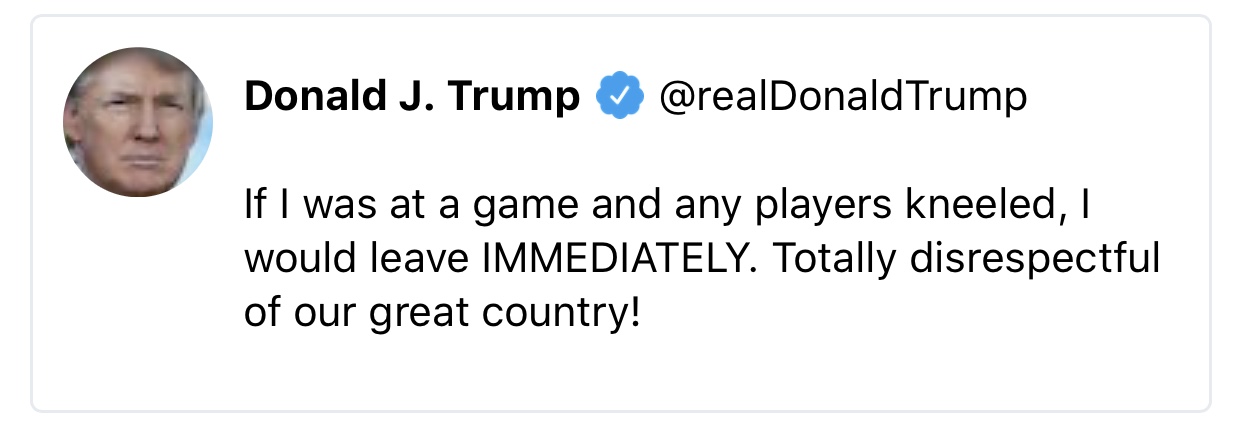 Donald J. Trump @realDonaldTrump
If I was at a game and any players kneeled, I
would leave IMMEDIATELY. Totally disrespectful
of our great country!